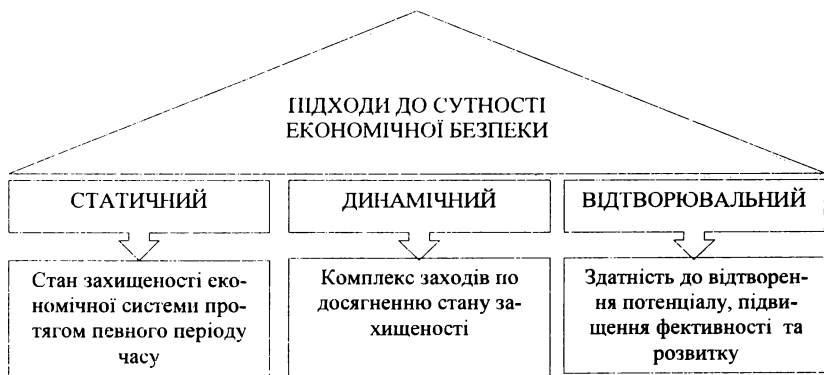 ПІДХОДИ ДО СУТНОСТІ
ЕКОНОМІЧНОЇ БЕЗПЕКИ
СТАТИЧНИЙ
ДИНАМІЧНИЙ
ВІДТВОРЮВАЛЬНИЙ
Стан захищеності еко-
номічної системи про-
тягом певного періоду
часу
Комплекс заходів по
досягненню стану за-
хищеності
Здатність до відтворен-
ня потенціалу, підви-
щення фективності та
розвитку